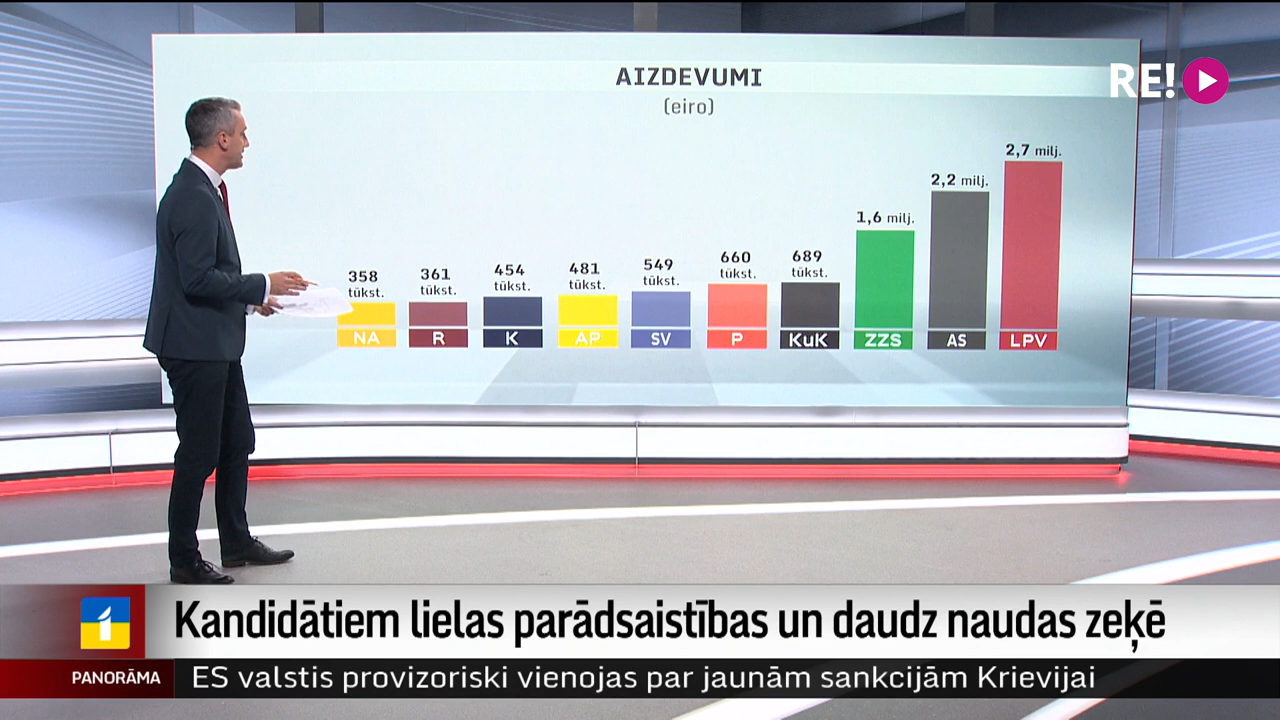 AIZDEVUMI
(eiro)
RE!
358 tūkst.
361 tūkst.
454 tūkst.
481 tūkst.
549 tūkst.
660 tūkst.
689 tūkst.
1,6 milj.
2,2 milj.
2,7 milj.
NA R K AP SV P KuK ZZS AS LPV
1 Kandidātiem lielas parādsaistības un daudz naudas zeķē
PANORĀMA ES valstis provizoriski vienojas par jaunām sankcijām Krievijai